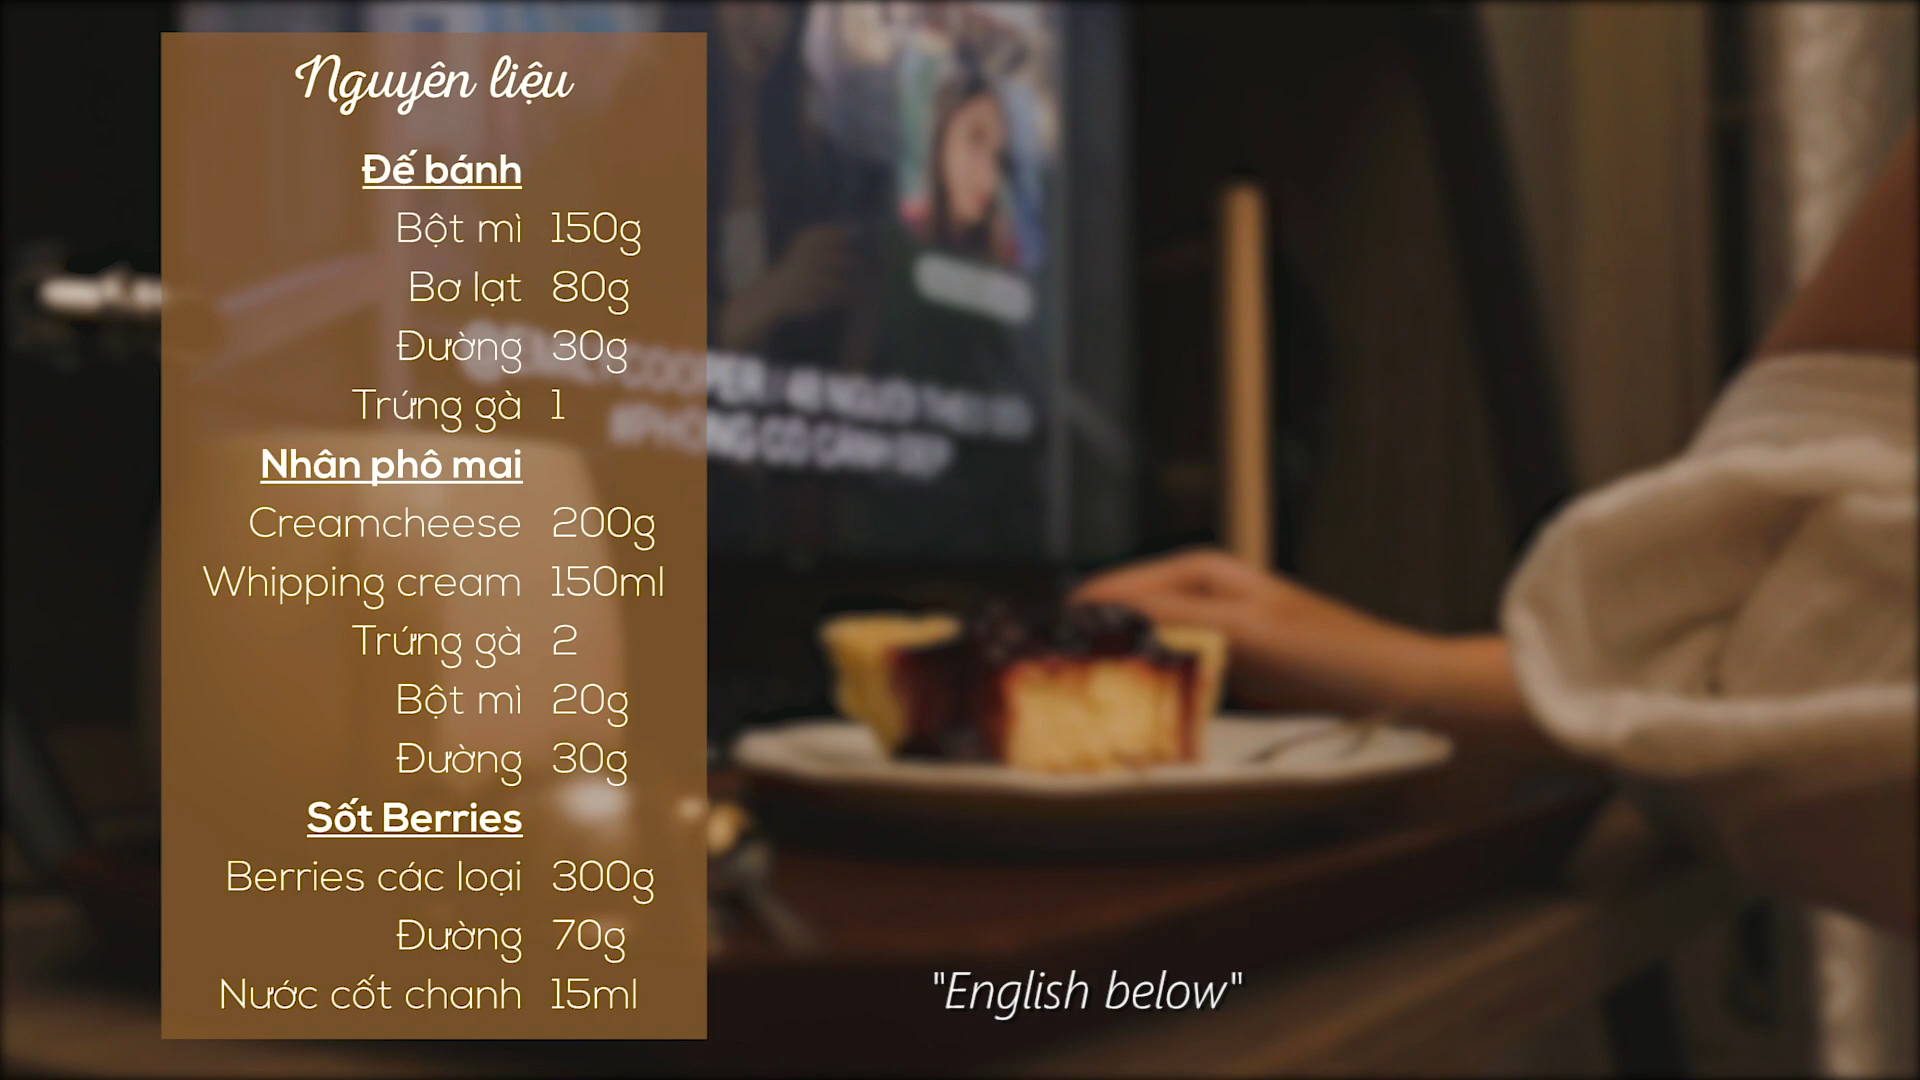 Nguyên liệu
Đế bánh
Bột mì 150g
Bơ lạt 80g
Đường 30g
Trứng gà 1
Nhân phô mai
Creamcheese 200g
Whipping cream 150ml
Trứng gà 2
Bột mì 20g
Đường 30g
Sốt Berries
Berries các loại 300g
Đường 70g
Nước cốt chanh 15ml
"English below"